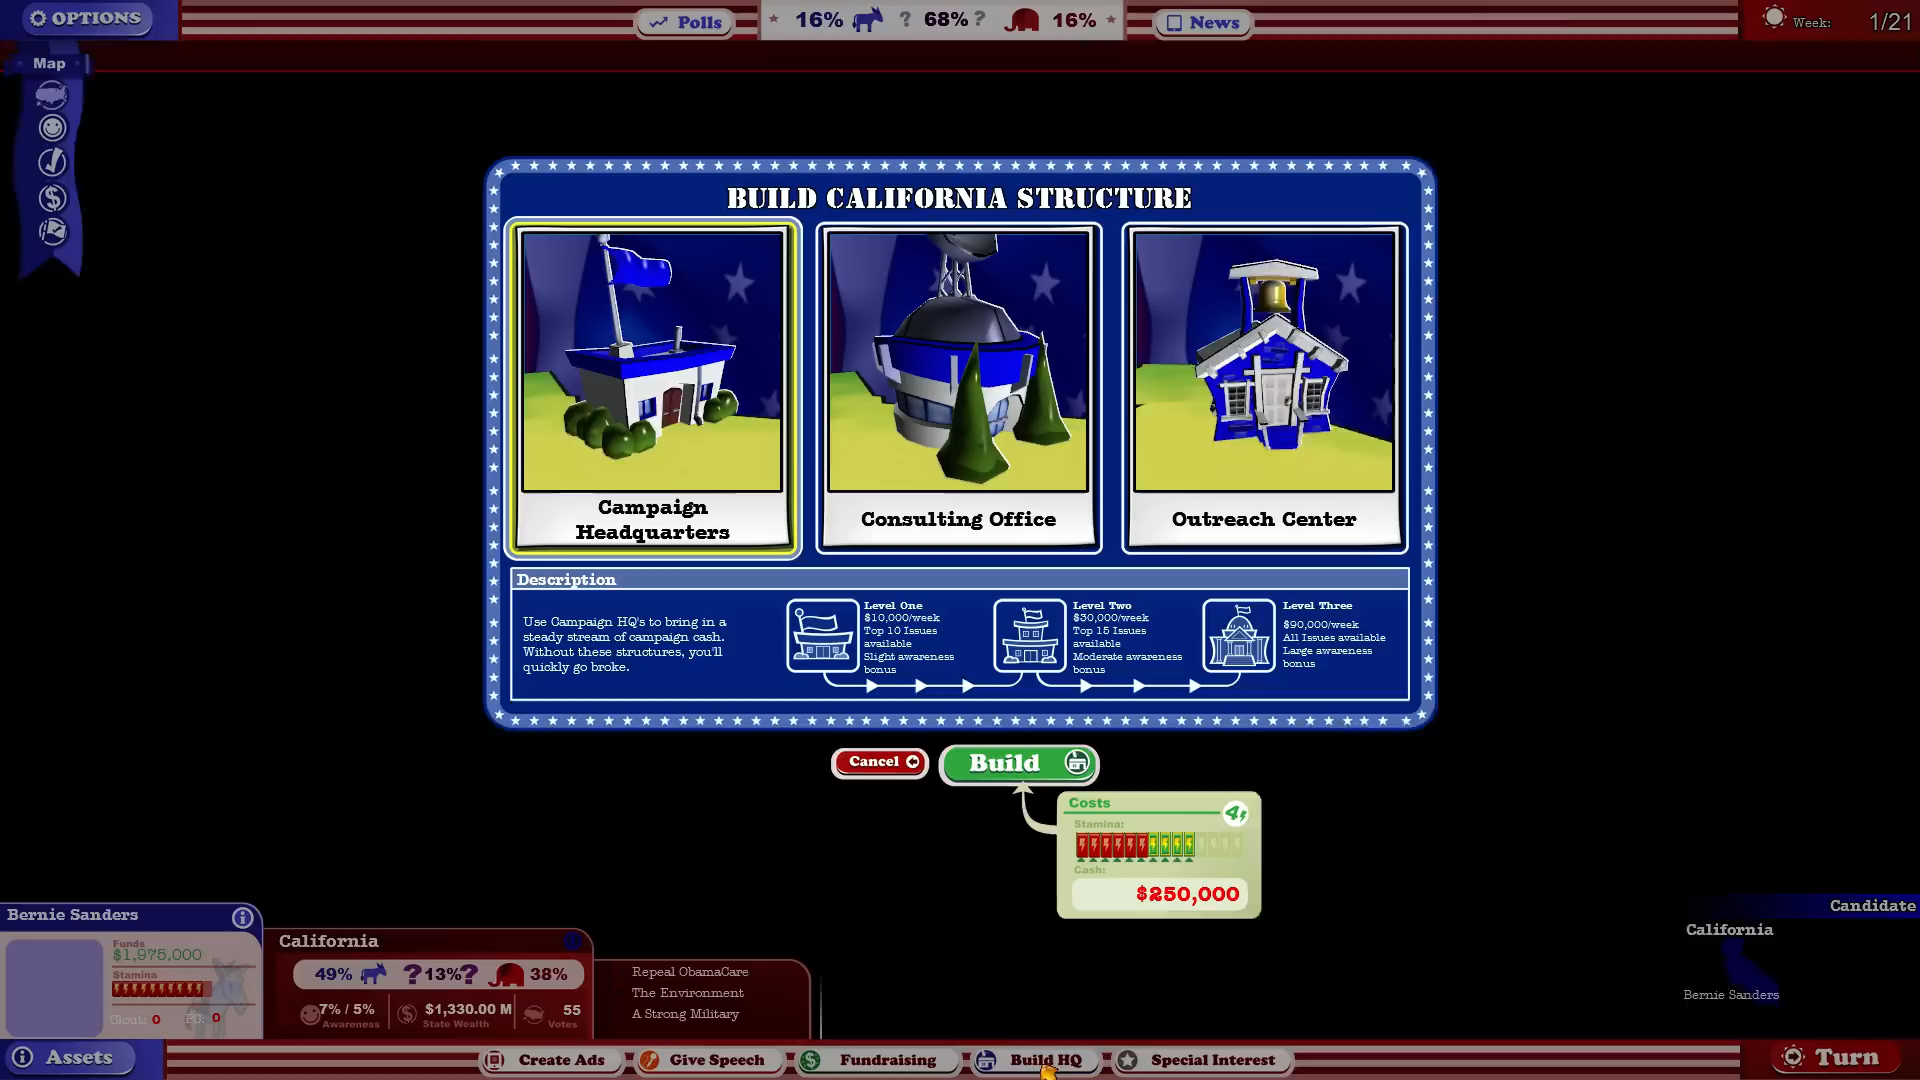 OPTIONS
Polls
16% ? 68% ? 16%
News
Week: 1/21
Map
BUILD CALIFORNIA STRUCTURE
Campaign
Headquarters
Consulting Office
Outreach Center
Description
Use Campaign HQ's to bring in a
steady stream of campaign cash.
Without these structures, you'll
quickly go broke.
Level One
$10,000/week
Top 10 Issues
available
Slight awareness
bonus
Level Two
$30,000/week
Top 15 Issues
available
Moderate awareness
bonus
Level Three
$90,000/week
All Issues available
Large awareness
bonus
Cancel
Build
Costs
4
Stamina:
Cash:
$250,000
Bernie Sanders
Funds
$1,975,000
Stamina
Clout: 0
PC: 0
California
49% ?13%? 38%
7% / 5%
Awareness
$1,330.00 M
State Wealth
55
Votes
Repeal ObamaCare
The Environment
A Strong Military
Candidate
California
Bernie Sanders
Assets
Create Ads
Give Speech
Fundraising
Build HQ
Special Interest
Turn